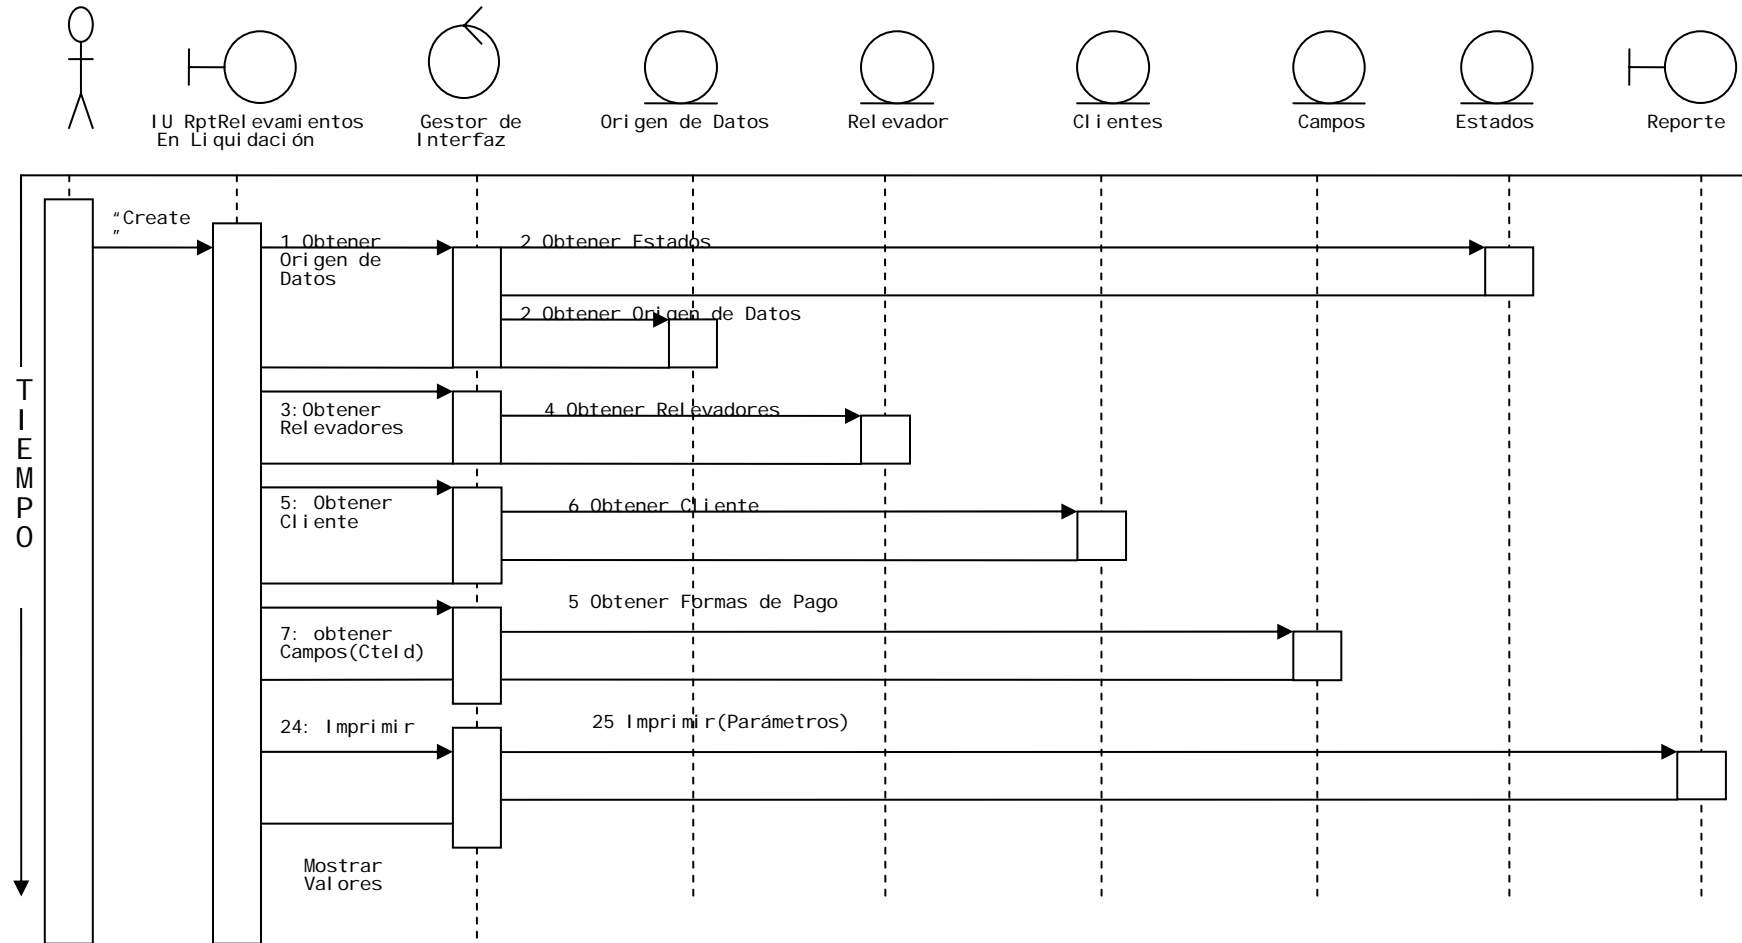 IU RptRelevamientos
En Liquidación
Gestor de
Interfaz
Origen de Datos
Relevador
Clientes
Campos
Estados
Reporte
“Create
”
1 Obtener
Origen de
Datos
2 Obtener Estados
2 Obtener Origen de Datos
3:Obtener
Relevadores
4 Obtener Relevadores
5: Obtener
Cliente
6 Obtener Cliente
5 Obtener Formas de Pago
7: obtener
Campos(CteId)
24: Imprimir
25 Imprimir(Parámetros)
Mostrar
Valores
TIEMPO